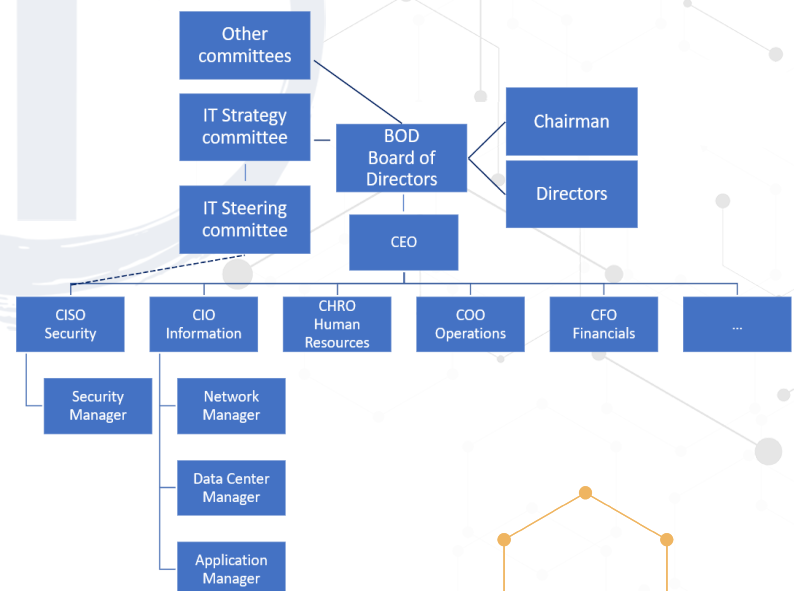 Other
committees
IT Strategy
committee
BOD
Board of
Directors
Chairman
Directors
IT Steering
committee
CEO
CISO
Security
CIO
Information
CHRO
Human
Resources
COO
Operations
CFO
Financials
...
Security
Manager
Network
Manager
Data Center
Manager
Application
Manager